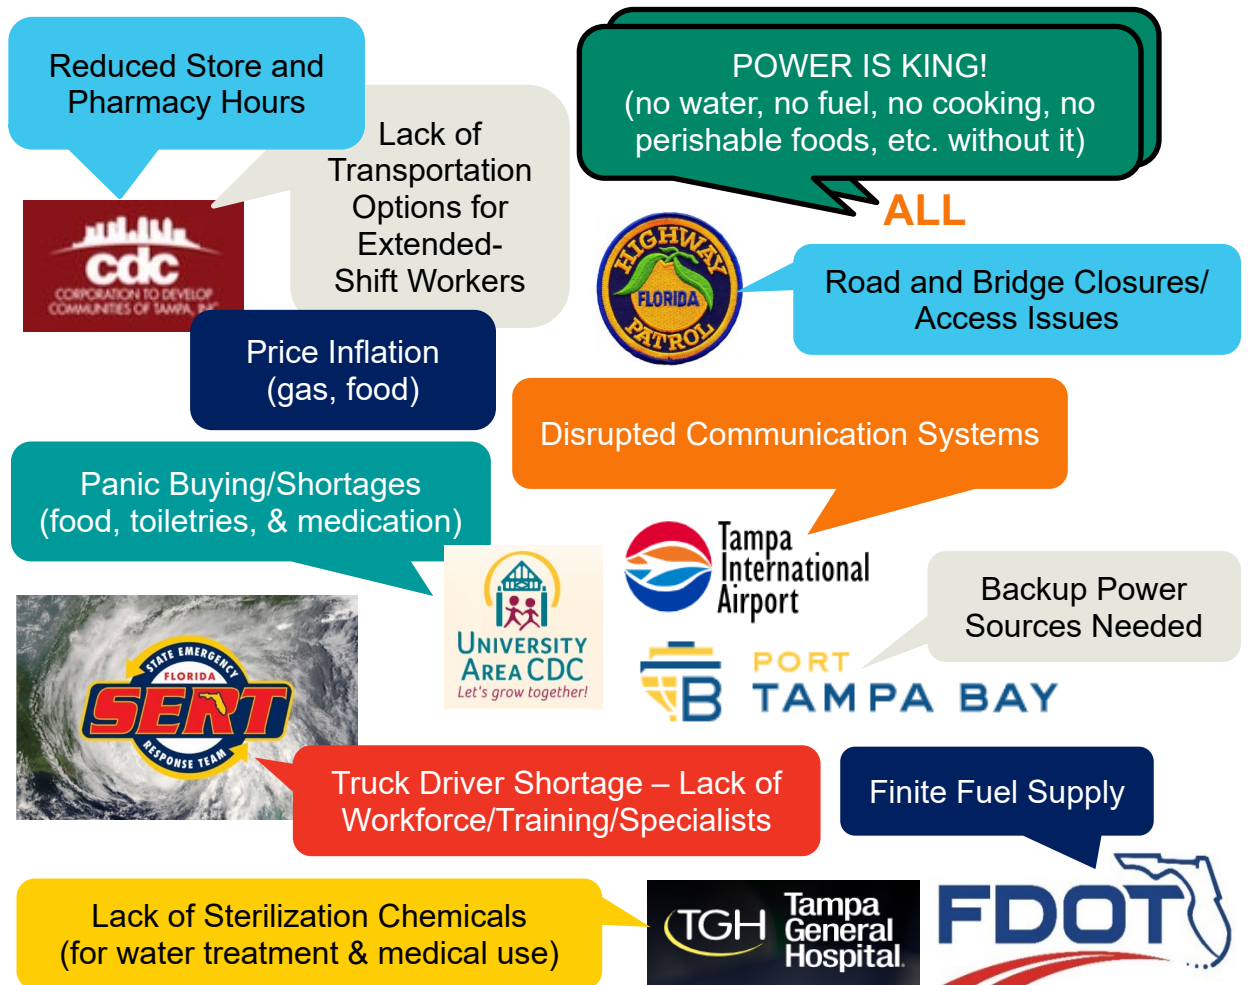 Reduced Store and
Pharmacy Hours
POWER IS KING!
(no water, no fuel, no cooking, no
perishable foods, etc. without it)
Lack of
Transportation
Options for
Extended-
Shift Workers
ALL
cdc
CORPORATION TO DEVELOP
COMMUNITIES OF TAMPA, INC
HIGHWAY
FLORIDA
PATROL
Road and Bridge Closures/
Access Issues
Price Inflation
(gas, food)
Disrupted Communication Systems
Panic Buying/Shortages
(food, toiletries, & medication)
Tampa
International
Airport
UNIVERSITY
AREA CDC
Let's grow together!
Backup Power
Sources Needed
PORT
TAMPA BAY
STATE EMERGENCY
FLORIDA
SERT
RESPONSE TEAM
Truck Driver Shortage – Lack of
Workforce/Training/Specialists
Finite Fuel Supply
Lack of Sterilization Chemicals
(for water treatment & medical use)
TGH
Tampa
General
Hospital
FDOT